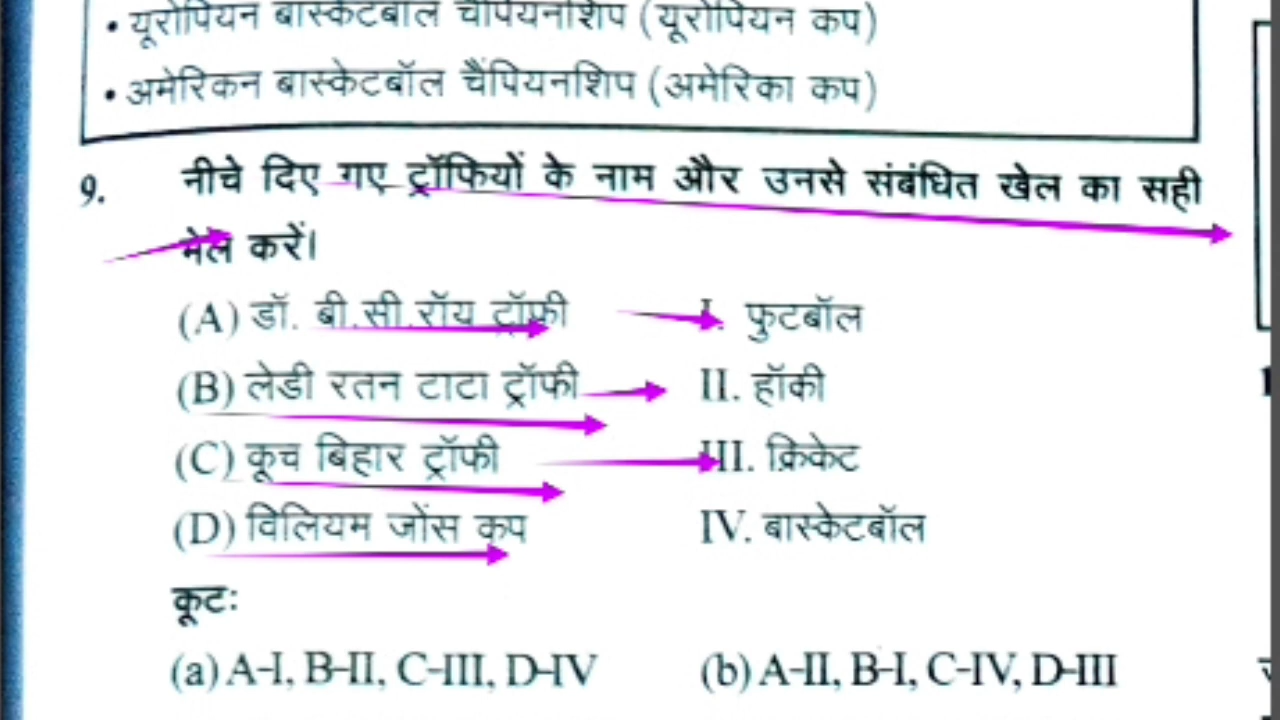 • यूरोपियन बास्केटबॉल चैंपियनशिप (यूरोपियन कप)
• अमेरिकन बास्केटबॉल चैंपियनशिप (अमेरिका कप)
9. नीचे दिए गए ट्रॉफियों के नाम और उनसे संबंधित खेल का सही
मेल करें।
(A) डॉ. बी.सी.रॉय ट्रॉफी I. फुटबॉल
(B) लेडी रतन टाटा ट्रॉफी II. हॉकी
(C) कूच बिहार ट्रॉफी III. क्रिकेट
(D) विलियम जोंस कप IV. बास्केटबॉल
कूटः
(a) A-I, B-II, C-III, D-IV (b) A-II, B-I, C-IV, D-III